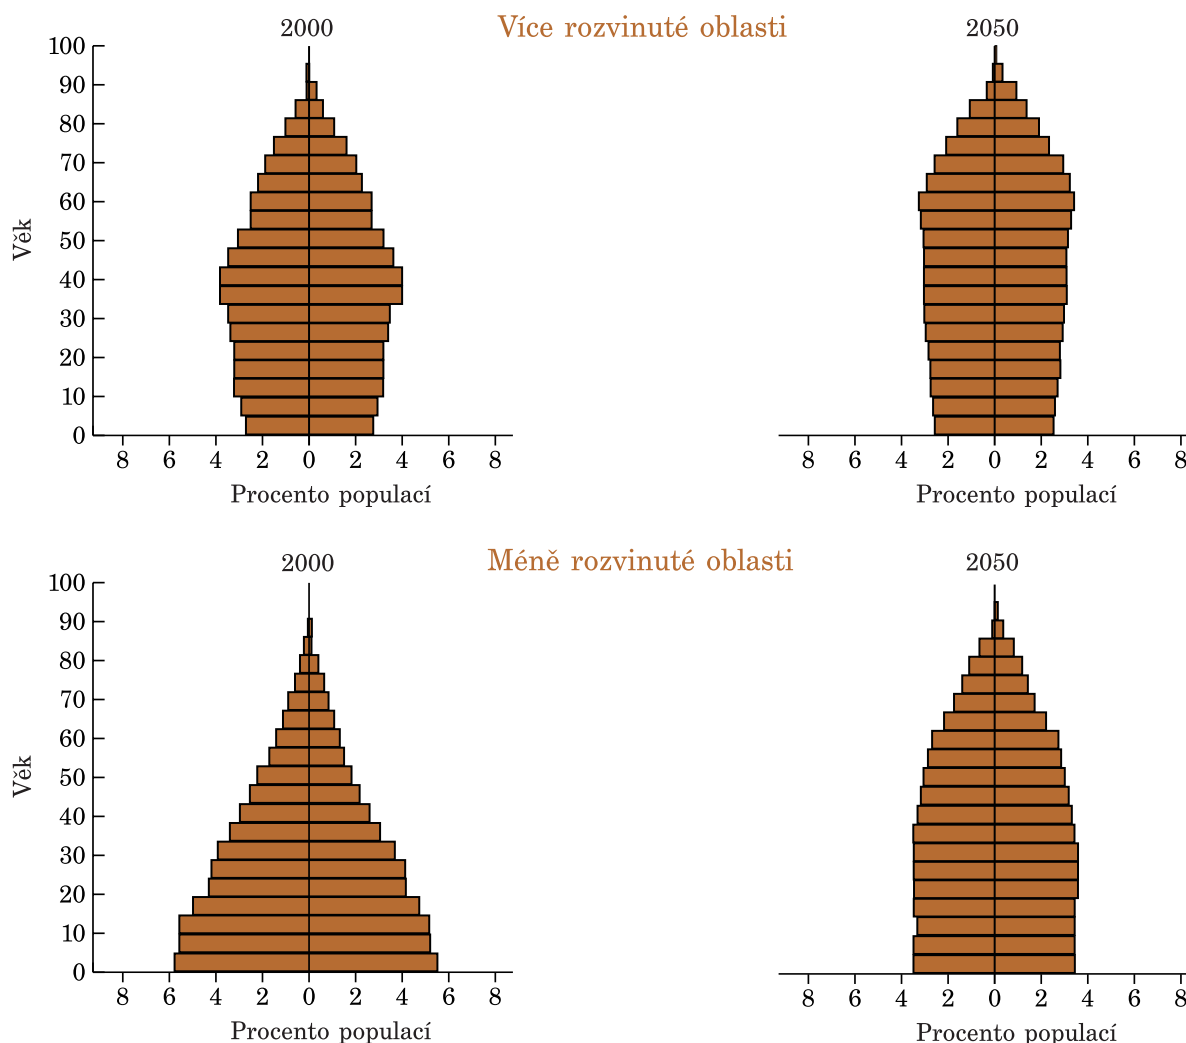 Více rozvinuté oblasti
2000
2050
100
90
80
70
60
50
40
30
20
10
0
Věk
8 6 4 2 0 2 4 6 8
8 6 4 2 0 2 4 6 8
Procento populací
Procento populací
Méně rozvinuté oblasti
2000
2050
100
90
80
70
60
50
40
30
20
10
0
Věk
8 6 4 2 0 2 4 6 8
8 6 4 2 0 2 4 6 8
Procento populací
Procento populací